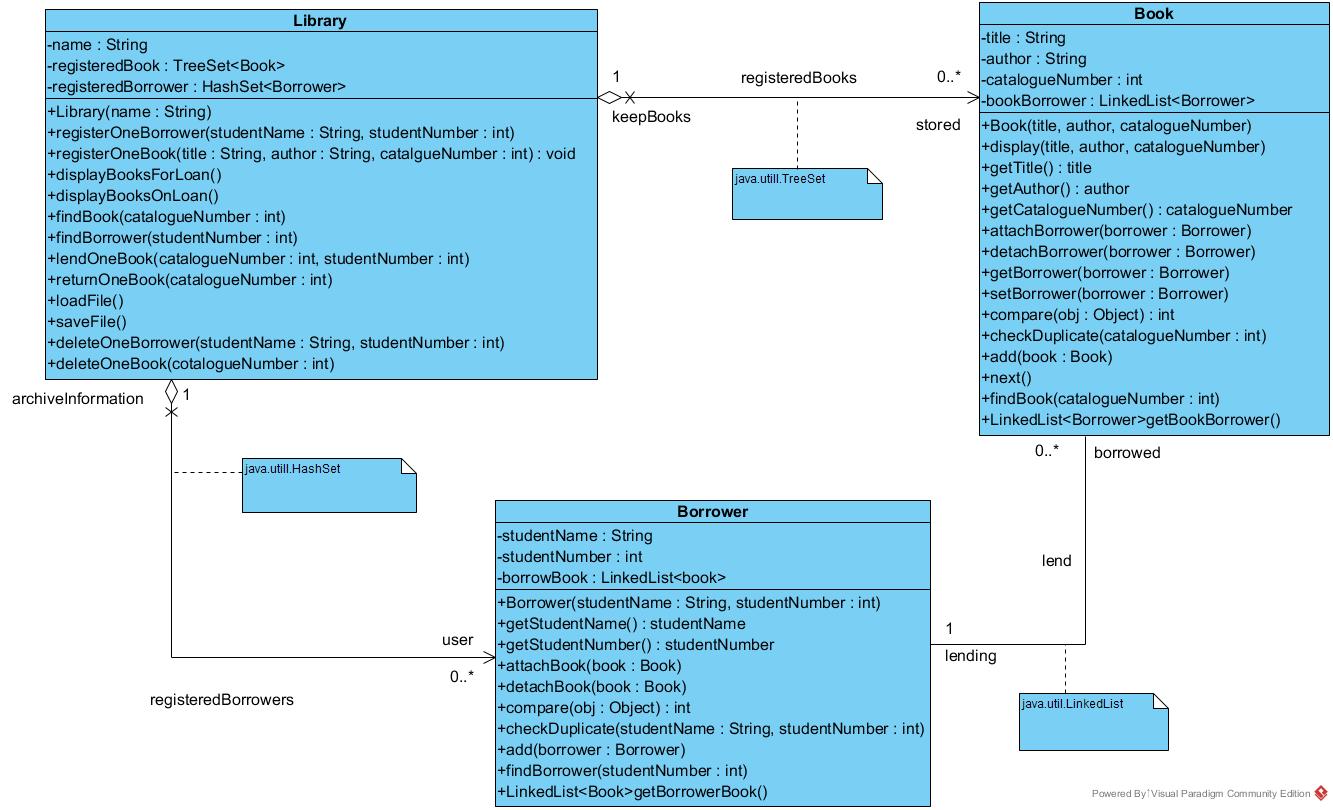 Library
-name : String
-registeredBook : TreeSet<Book>
-registeredBorrower : HashSet<Borrower>
+Library(name : String)
+registerOneBorrower(studentName : String, studentNumber : int)
+registerOneBook(title : String, author : String, catalgueNumber : int) : void
+displayBooksForLoan()
+displayBooksOnLoan()
+findBook(catalogueNumber : int)
+findBorrower(studentNumber : int)
+lendOneBook(catalogueNumber : int, studentNumber : int)
+returnOneBook(catalogueNumber : int)
+loadFile()
+saveFile()
+deleteOneBorrower(studentName : String, studentNumber : int)
+deleteOneBook(cotalogueNumber : int)
1
registeredBooks
0..*
keepBooks
stored
java.utill.TreeSet
Book
-title : String
-author : String
-catalogueNumber : int
-bookBorrower : LinkedList<Borrower>
+Book(title, author, catalogueNumber)
+display(title, author, catalogueNumber)
+getTitle() : title
+getAuthor() : author
+getCatalogueNumber() : catalogueNumber
+attachBorrower(borrower : Borrower)
+detachBorrower(borrower : Borrower)
+getBorrower(borrower : Borrower)
+setBorrower(borrower : Borrower)
+compare(obj : Object) : int
+checkDuplicate(catalogueNumber : int)
+add(book : Book)
+next()
+findBook(catalogueNumber : int)
+LinkedList<Borrower>getBookBorrower()
archiveInformation
1
java.utill.HashSet
user
0..*
registeredBorrowers
Borrower
-studentName : String
-studentNumber : int
-borrowBook : LinkedList<book>
+Borrower(studentName : String, studentNumber : int)
+getStudentName() : studentName
+getStudentNumber() : studentNumber
+attachBook(book : Book)
+detachBook(book : Book)
+compare(obj : Object) : int
+checkDuplicate(studentName : String, studentNumber : int)
+add(borrower : Borrower)
+findBorrower(studentNumber : int)
+LinkedList<Book>getBorrowerBook()
0..*
borrowed
lend
1
lending
java.util.LinkedList
Powered By Visual Paradigm Community Edition